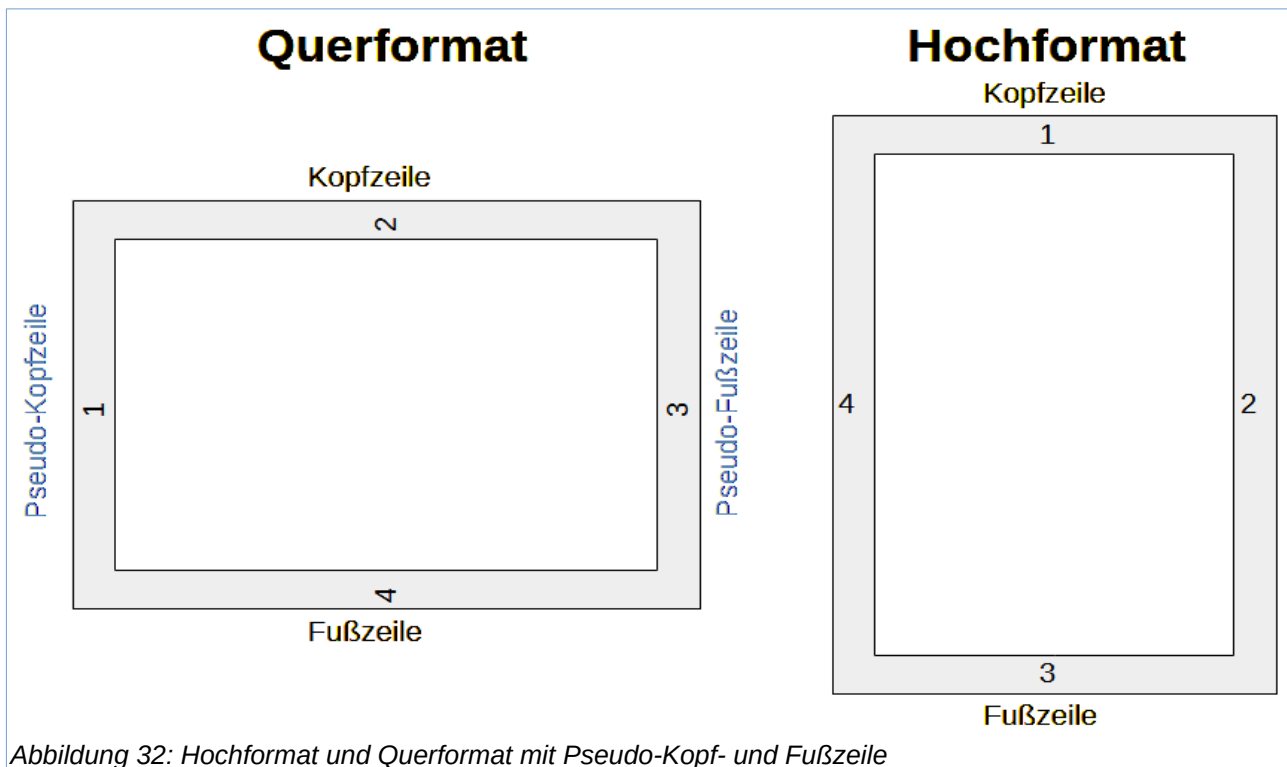 Querformat
Kopfzeile
2
Pseudo-Kopfzeile
1
3
Pseudo-Fußzeile
4
Fußzeile
Hochformat
Kopfzeile
1
4
2
3
Fußzeile
Abbildung 32: Hochformat und Querformat mit Pseudo-Kopf- und Fußzeile